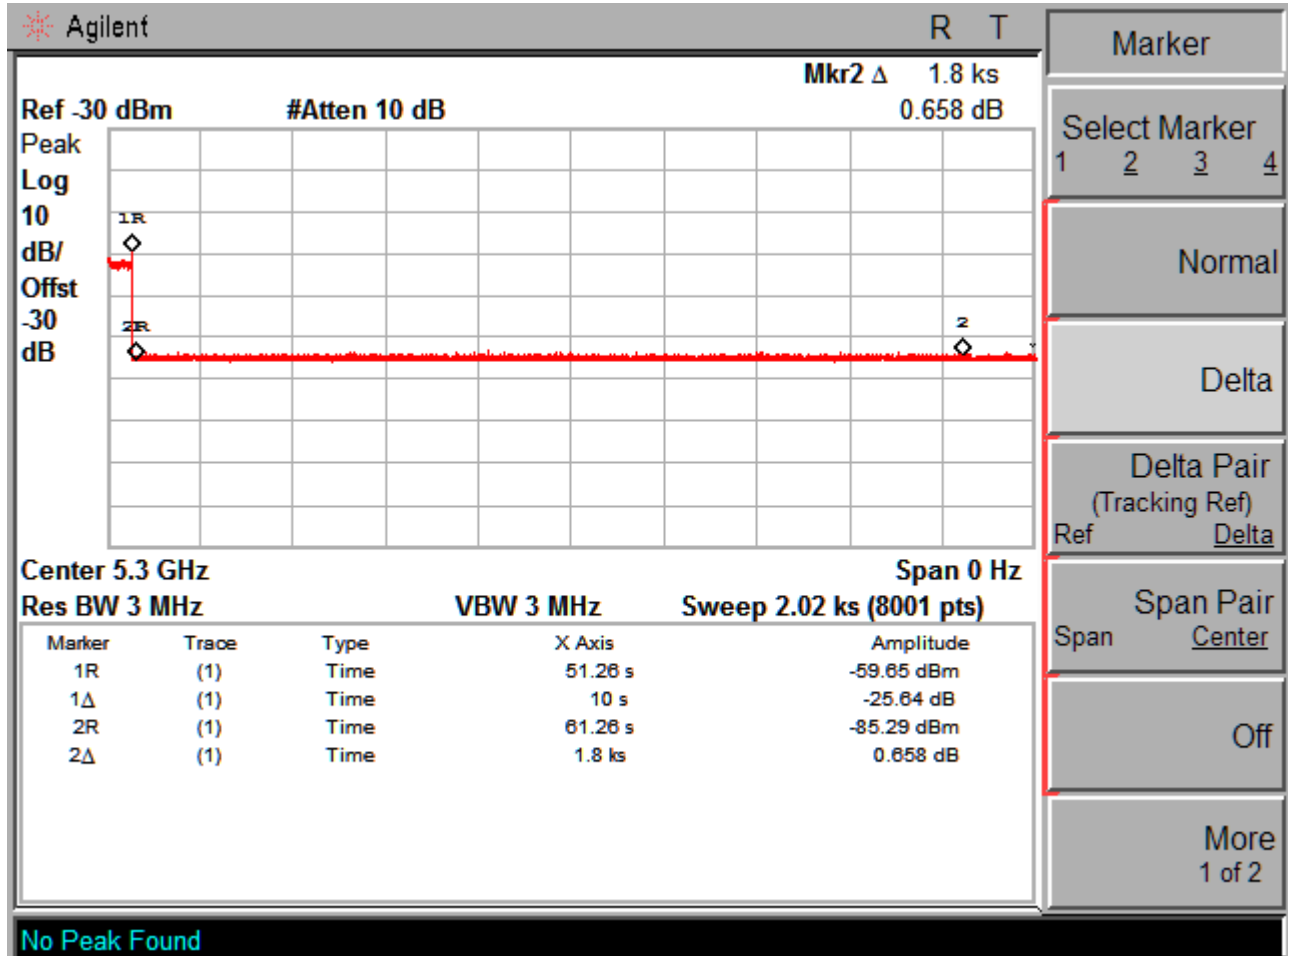 Agilent R T
Mkr2 Δ 1.8 ks
Ref -30 dBm #Atten 10 dB 0.658 dB
Peak
Log
10
dB/
Offst
-30
dB
1R
2R
2
Center 5.3 GHz Span 0 Hz
Res BW 3 MHz VBW 3 MHz Sweep 2.02 ks (8001 pts)
Marker Trace Type X Axis Amplitude
1R (1) Time 51.26 s -59.65 dBm
1Δ (1) Time 10 s -25.64 dB
2R (1) Time 61.26 s -85.29 dBm
2Δ (1) Time 1.8 ks 0.658 dB
No Peak Found
Marker
Select Marker
1 2 3 4
Normal
Delta
Delta Pair
(Tracking Ref)
Ref Delta
Span Pair
Span Center
Off
More
1 of 2